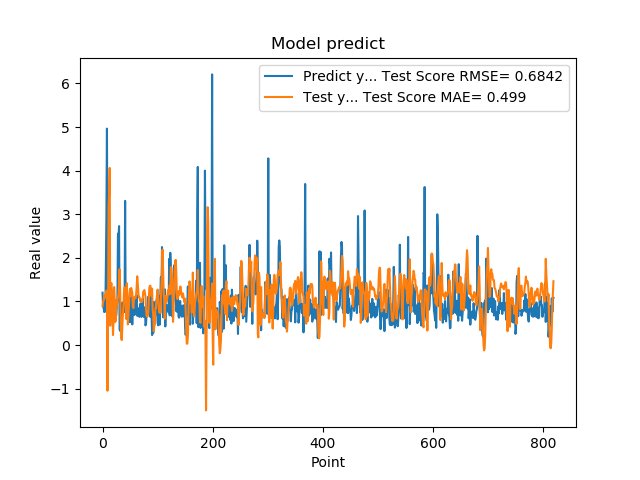 Model predict
Predict y... Test Score RMSE= 0.6842
Test y... Test Score MAE= 0.499
Real value
6
5
4
3
2
1
0
−1
0 200 400 600 800
Point